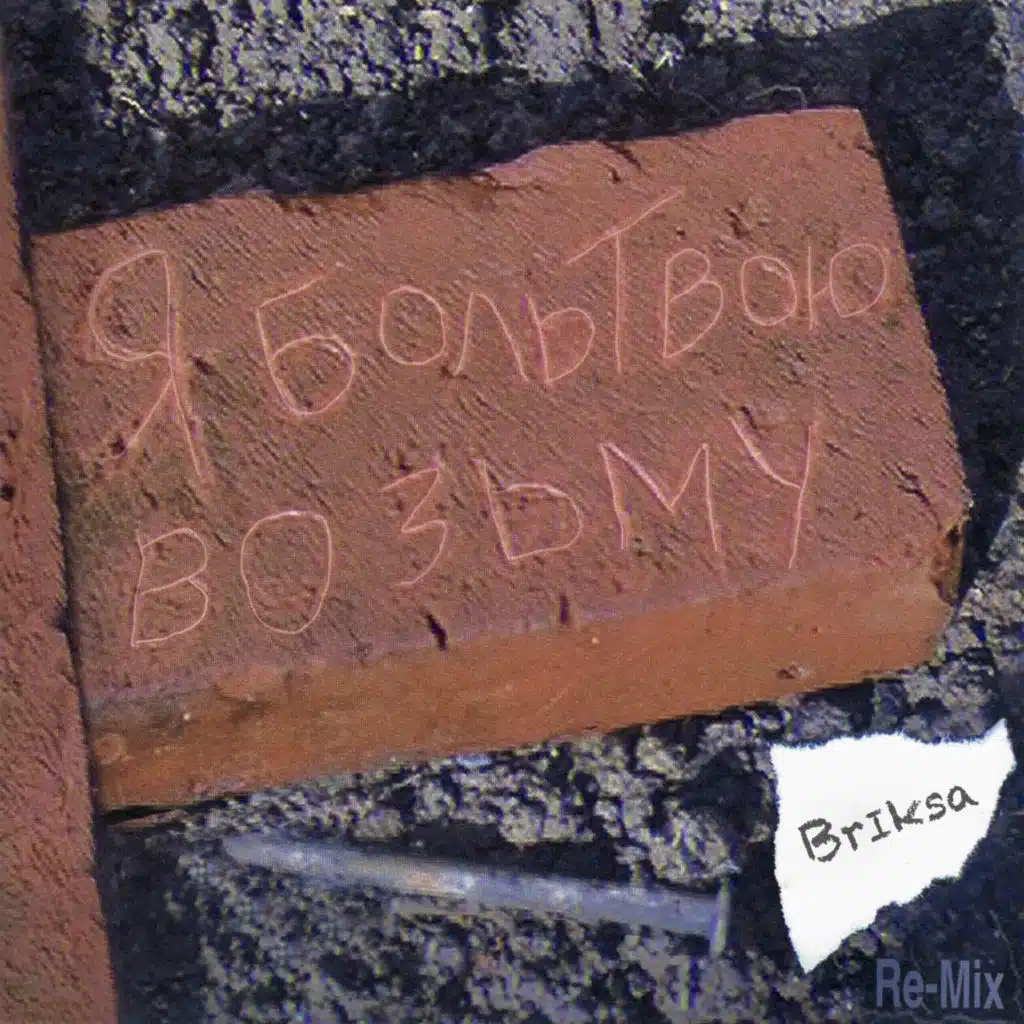 Я боль твою
возьму
BrIksa
Re-Mix